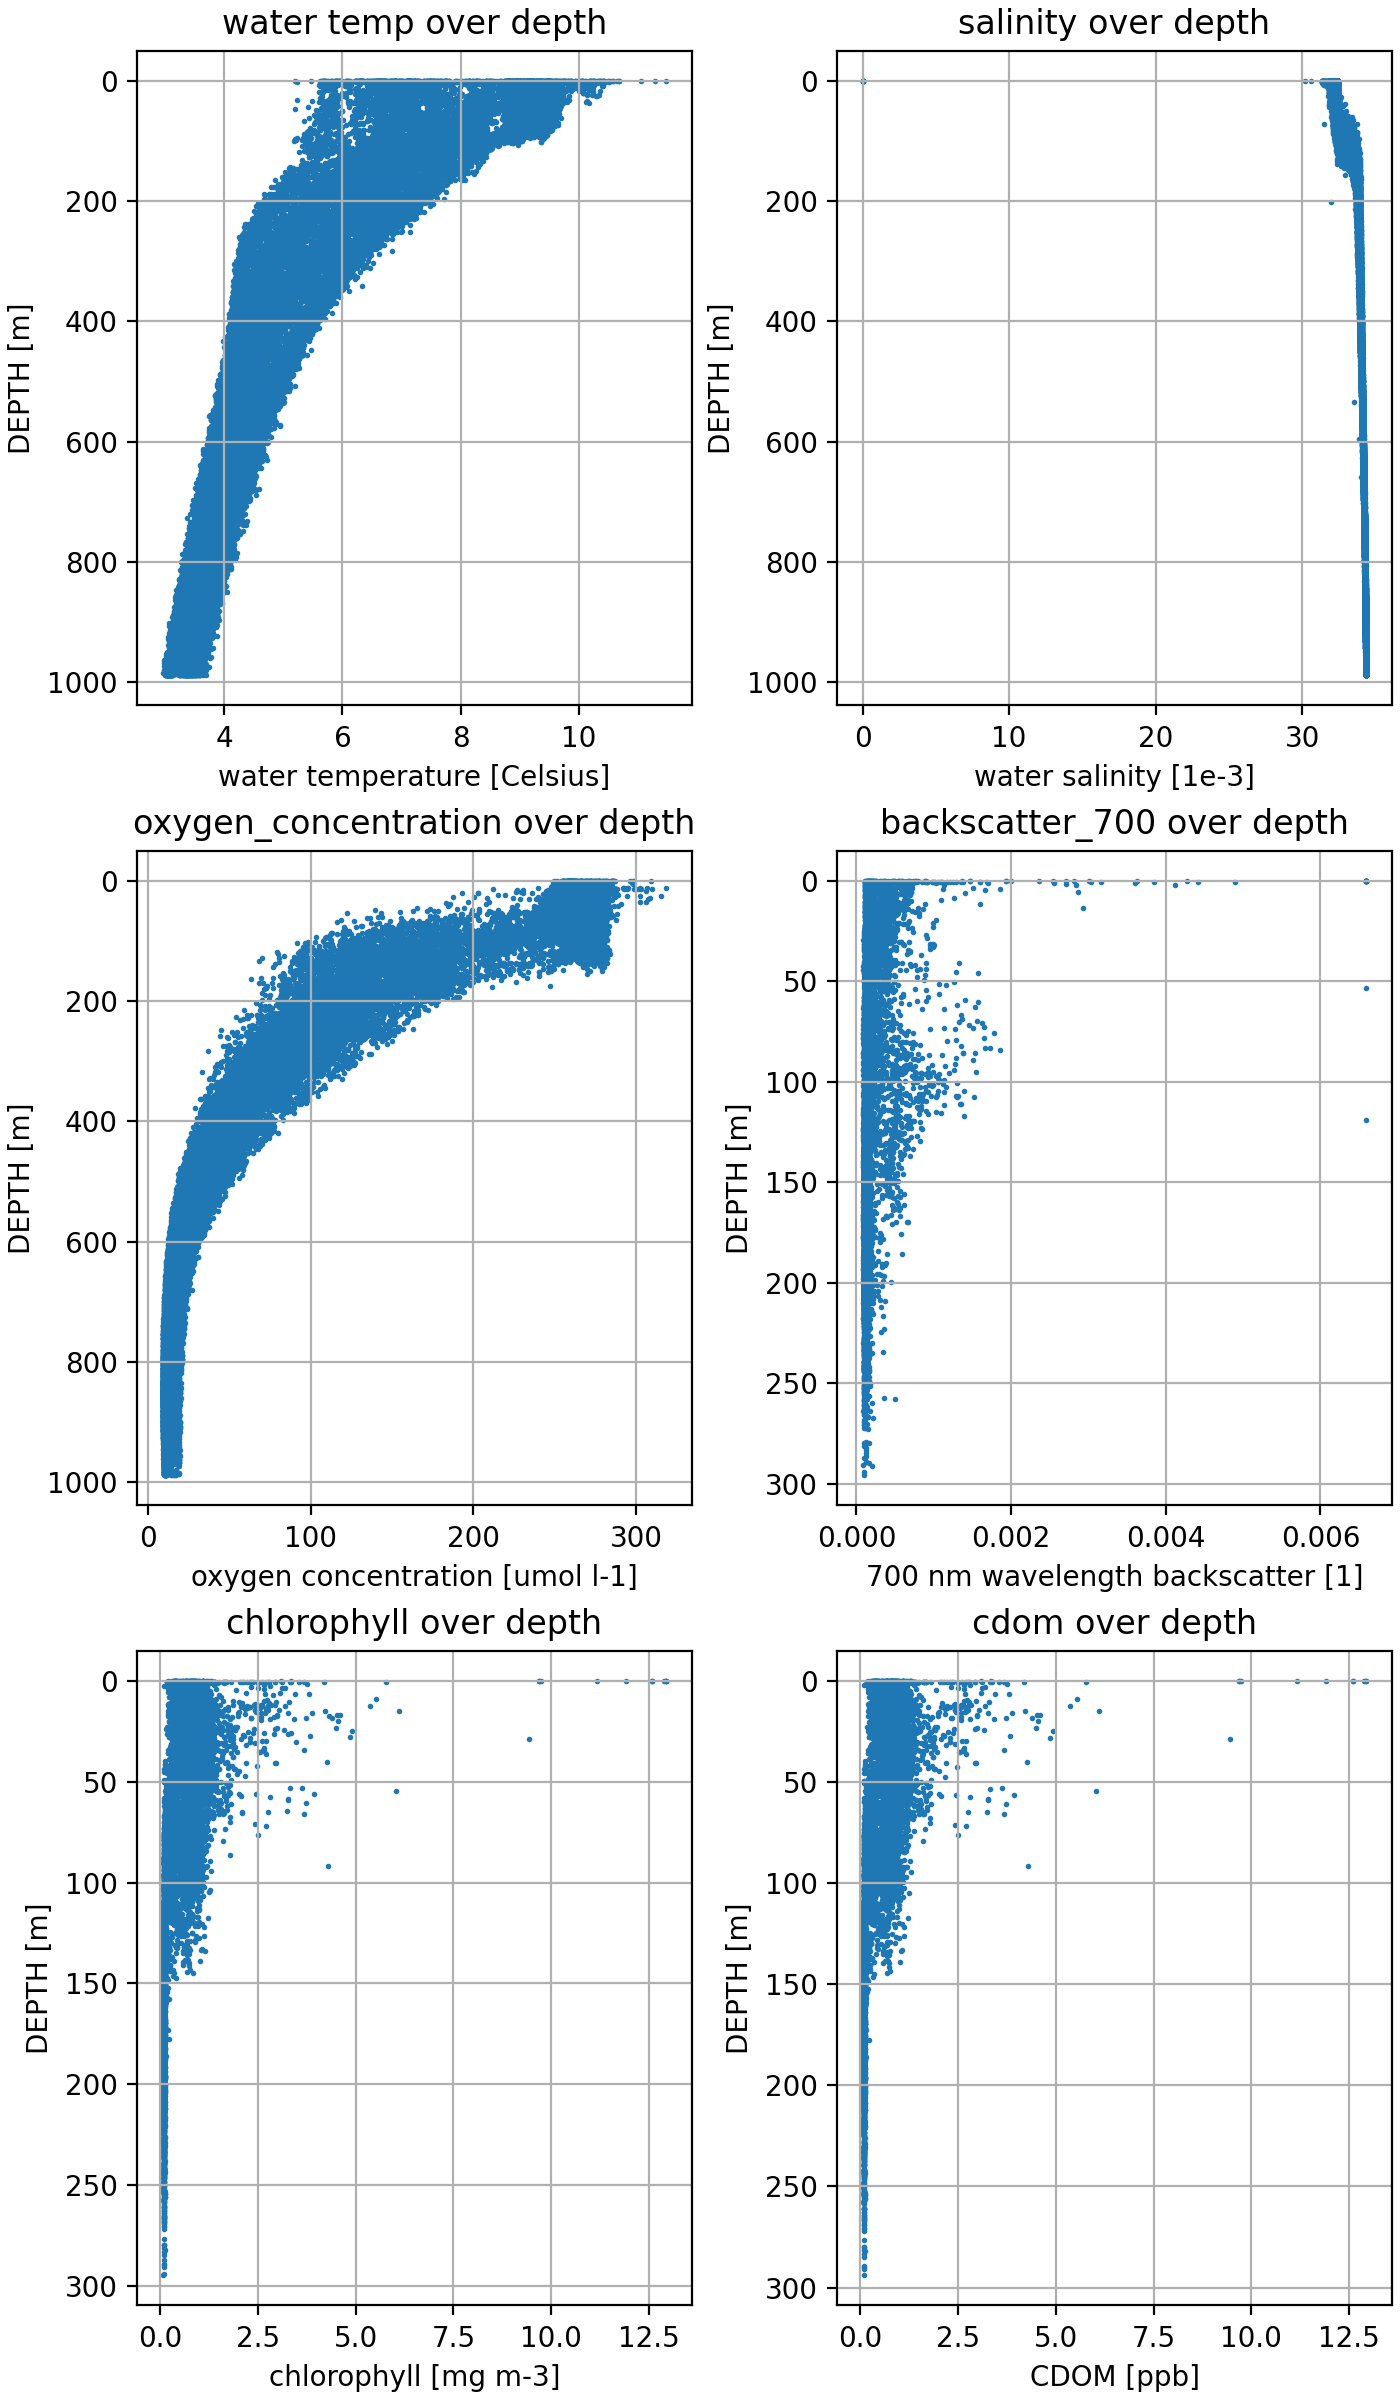 water temp over depth
0
200
400
600
800
1000
DEPTH [m]
4 6 8 10
water temperature [Celsius]
salinity over depth
0
200
400
600
800
1000
DEPTH [m]
0 10 20 30
water salinity [1e-3]
oxygen_concentration over depth
0
200
400
600
800
1000
DEPTH [m]
0 100 200 300
oxygen concentration [umol l-1]
backscatter_700 over depth
0
50
100
150
200
250
300
DEPTH [m]
0.000 0.002 0.004 0.006
700 nm wavelength backscatter [1]
chlorophyll over depth
0
50
100
150
200
250
300
DEPTH [m]
0.0 2.5 5.0 7.5 10.0 12.5
chlorophyll [mg m-3]
cdom over depth
0
50
100
150
200
250
300
DEPTH [m]
0.0 2.5 5.0 7.5 10.0 12.5
CDOM [ppb]